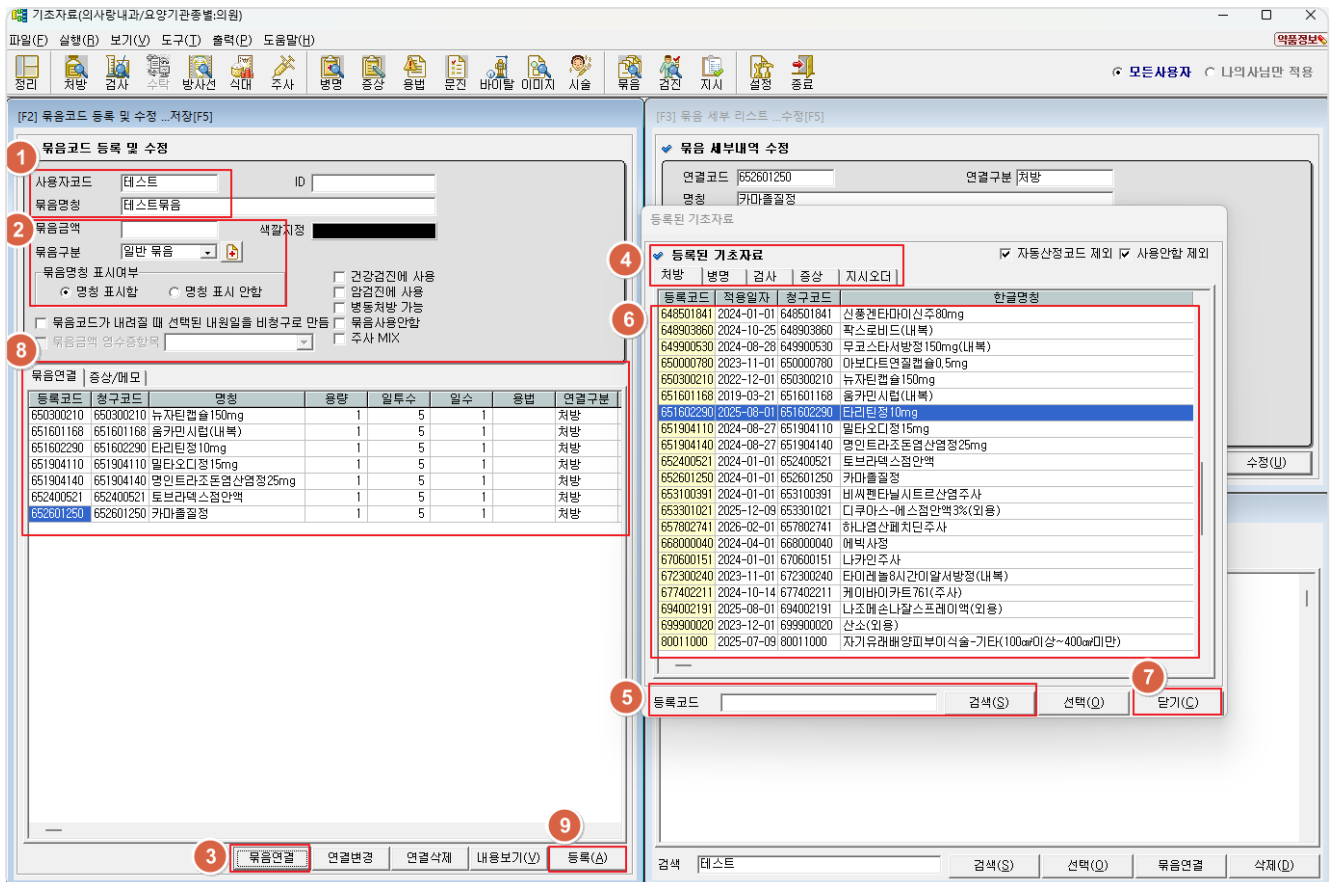 기초자료(의사랑내과/요양기관종별:의원)
파일(F) 실행(R) 보기(V) 도구(T) 출력(P) 도움말(H)
약품정보
정리 처방 검사 수탁 방사선 식대 주사 병명 증상 용법 문진 바이탈 이미지 시술 묶음 검진 지시 설정 종료
모든사용자 나의사님만 적용
[F2] 묶음코드 등록 및 수정 ...저장[F5]
묶음코드 등록 및 수정
1
사용자코드 테스트 ID
묶음명칭 테스트묶음
2
묶음금액 색깔지정
묶음구분 일반 묶음
묶음명칭 표시여부
명칭 표시함 명칭 표시 안함
건강검진에 사용
암검진에 사용
병동처방 가능
묶음코드가 내려질 때 선택된 내원일을 비청구로 만듬 묶음사용안함
묶음금액 영수증항목 주사 MIX
8
묶음연결 증상/메모
등록코드 청구코드 명칭 용량 일투수 일수 용법 연결구분
650300210 650300210 뉴자틴캡슐150mg 1 5 1 처방
651601168 651601168 움카민시럽(내복) 1 5 1 처방
651602290 651602290 타리틴정10mg 1 5 1 처방
651904110 651904110 밀타오디정15mg 1 5 1 처방
651904140 651904140 명인트라조돈염산염정25mg 1 5 1 처방
652400521 652400521 토브라덱스점안액 1 5 1 처방
652601250 652601250 카마졸질정 1 5 1 처방
9
3
묶음연결 연결변경 연결삭제 내용보기(V) 등록(A)
[F3] 묶음 세부 리스트 ...수정[F5]
묶음 세부내역 수정
연결코드 652601250 연결구분 처방
명칭 카마졸질정
수정(U)
등록된 기초자료
4
등록된 기초자료 자동산정코드 제외 사용안함 제외
처방 병명 검사 증상 지시오더
6
등록코드 적용일자 청구코드 한글명칭
648501841 2024-01-01 648501841 신풍겐타마이신주80mg
648903860 2024-10-25 648903860 팍스로비드(내복)
649900530 2024-08-28 649900530 무코스타서방정150mg(내복)
650000780 2023-11-01 650000780 아보다트연질캡슐0,5mg
650300210 2022-12-01 650300210 뉴자틴캡슐150mg
651601168 2019-03-21 651601168 움카민시럽(내복)
651602290 2025-08-01 651602290 타리틴정10mg
651904110 2024-08-27 651904110 밀타오디정15mg
651904140 2024-08-27 651904140 명인트라조돈염산염정25mg
652400521 2024-01-01 652400521 토브라덱스점안액
652601250 2024-01-01 652601250 카마졸질정
653100391 2024-01-01 653100391 비씨펜타닐시트르산염주사
653301021 2025-12-09 653301021 디쿠아스-에스점안액3%(외용)
657802741 2026-02-01 657802741 하나염산페치딘주사
668000040 2024-04-01 668000040 에빅사정
670600151 2024-01-01 670600151 나카인주사
672300240 2023-11-01 672300240 타이레놀8시간이알서방정(내복)
677402211 2024-10-14 677402211 케이바이카트761(주사)
694002191 2025-08-01 694002191 나조메손나잘스프레이액(외용)
699900020 2023-12-01 699900020 산소(외용)
80011000 2025-07-09 80011000 자기유래배양피부이식술-기타(100㎠이상~400㎠미만)
5
7
등록코드 검색(S) 선택(O) 닫기(C)
검색 테스트 검색(S) 선택(O) 묶음연결 삭제(D)